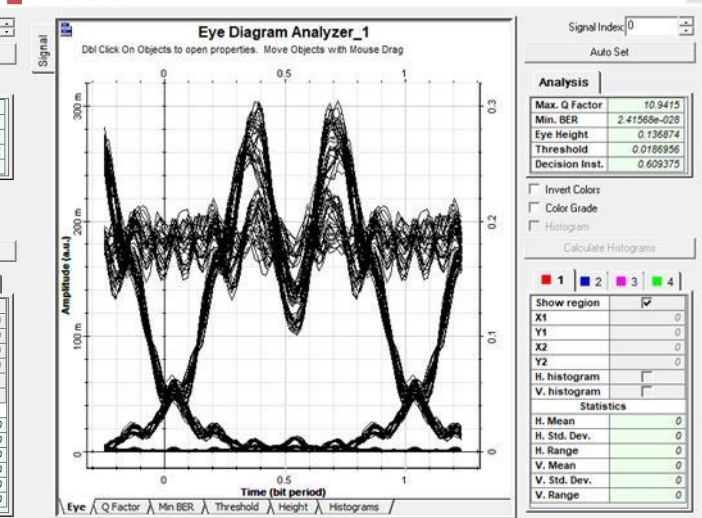 Signal
Eye Diagram Analyzer_1
Dbl Click On Objects to open properties. Move Objects with Mouse Drag
0 0.5 1
300 m
200 m
100 m
0
Amplitude (a.u.)
0.3
0.2
0.1
0
0 0.5 1
Time (bit period)
Eye Q Factor Min BER Threshold Height Histograms
Signal Index: 0
Auto Set
Analysis
Max. Q Factor 10.9415
Min. BER 2.41568e-028
Eye Height 0.136874
Threshold 0.0186956
Decision Inst. 0.609375
Invert Colors
Color Grade
Histogram
Calculate Histograms
1 2 3 4
Show region
X1 0
Y1 0
X2 0
Y2 0
H. histogram
V. histogram
Statistics
H. Mean 0
H. Std. Dev. 0
H. Range 0
V. Mean 0
V. Std. Dev. 0
V. Range 0